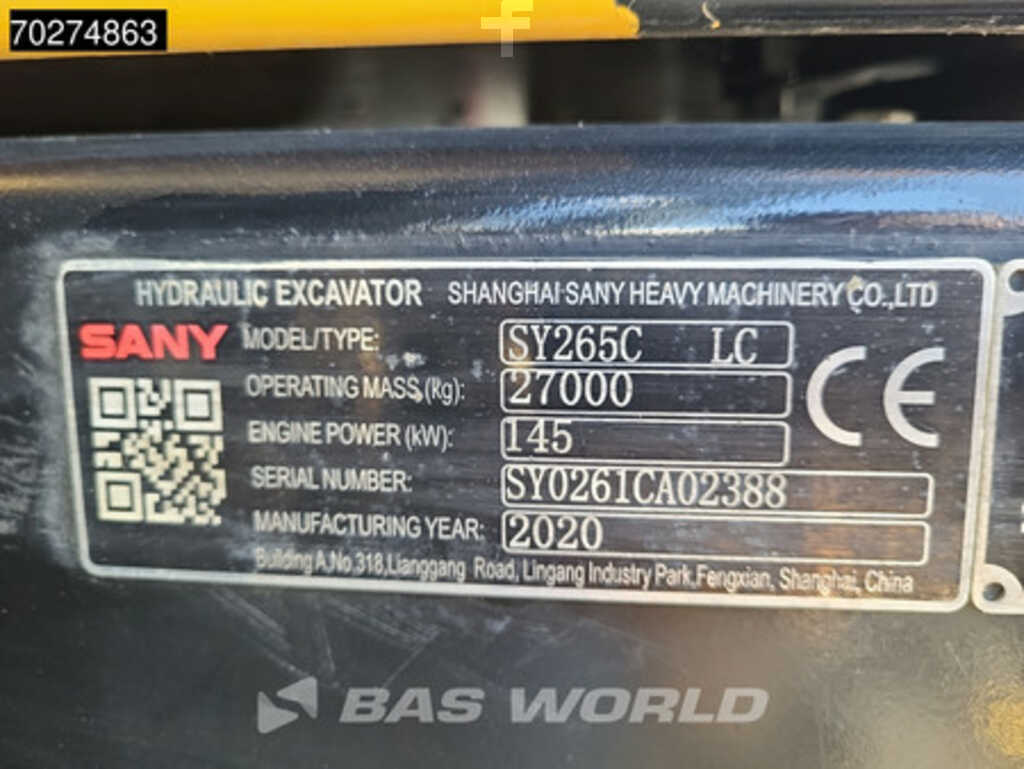 70274863
HYDRAULIC EXCAVATOR SHANGHAI SANY HEAVY MACHINERY CO.,LTD
SANY MODEL/TYPE: SY265C LC
OPERATING MASS (kg): 27000
ENGINE POWER (kW): 145
SERIAL NUMBER: SY0261CA02388
MANUFACTURING YEAR: 2020
CE
Building A,No.318,Lianggang Road, Lingang Industry Park,Fengxian, Shanghai, China
BAS WORLD